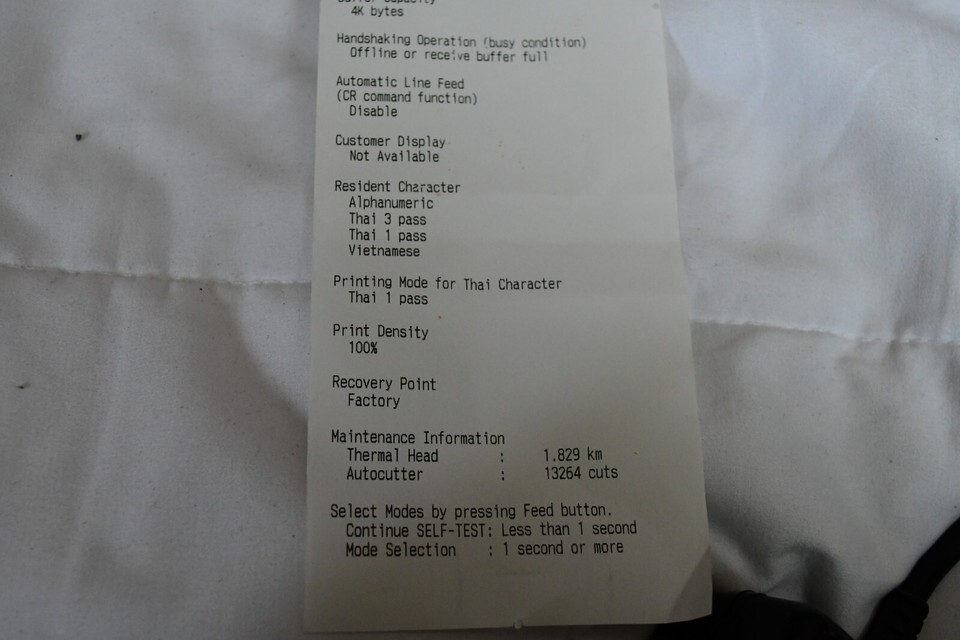 Buffer Capacity
4K bytes
Handshaking Operation (busy condition)
Offline or receive buffer full
Automatic Line Feed
(CR command function)
Disable
Customer Display
Not Available
Resident Character
Alphanumeric
Thai 3 pass
Thai 1 pass
Vietnamese
Printing Mode for Thai Character
Thai 1 pass
Print Density
100%
Recovery Point
Factory
Maintenance Information
Thermal Head : 1.829 km
Autocutter : 13264 cuts
Select Modes by pressing Feed button.
Continue SELF-TEST: Less than 1 second
Mode Selection : 1 second or more